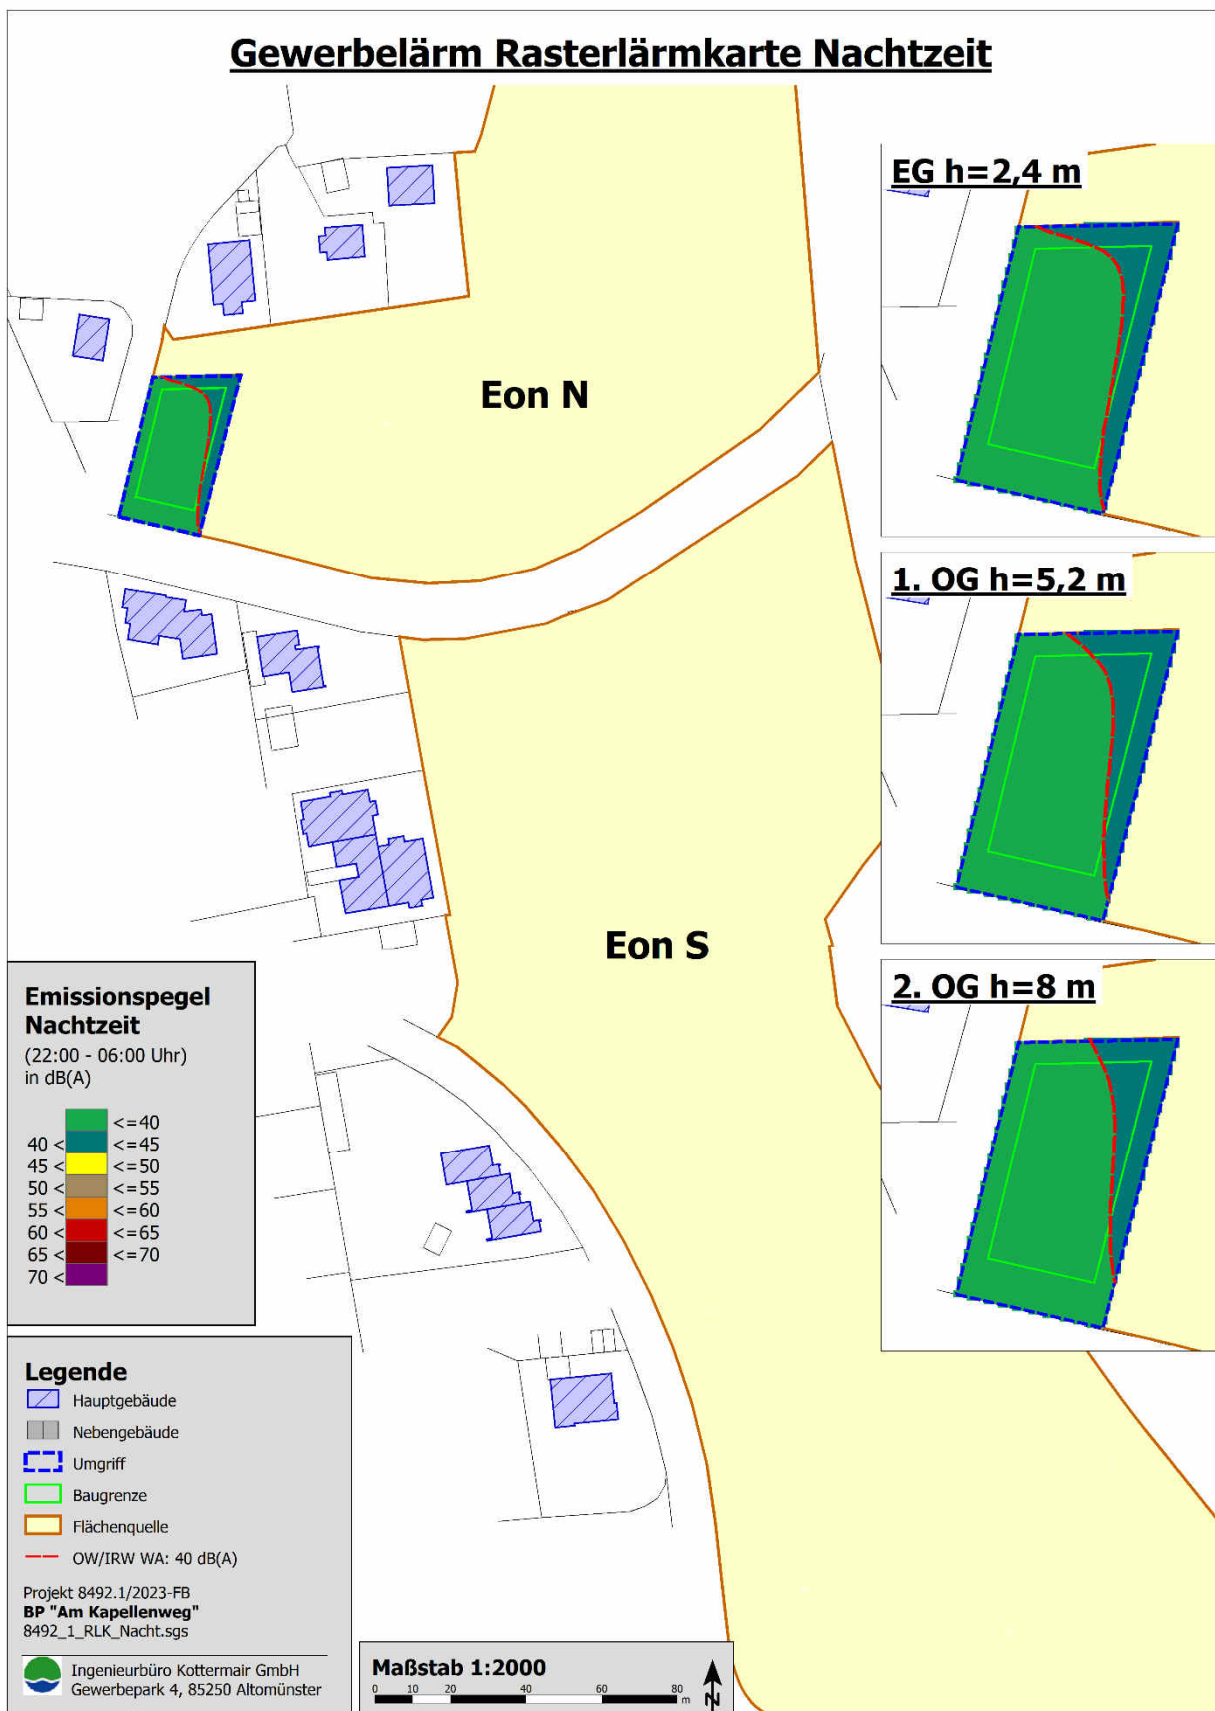 Gewerbelärm Rasterlärmkarte Nachtzeit
EG h=2,4 m
Eon N
1. OG h=5,2 m
Eon S
2. OG h=8 m
Emissionspegel
Nachtzeit
(22:00 - 06:00 Uhr)
in dB(A)
<=40
40 < <=45
45 < <=50
50 < <=55
55 < <=60
60 < <=65
65 < <=70
70 <
Legende
Hauptgebäude
Nebengebäude
Umgriff
Baugrenze
Flächenquelle
OW/IRW WA: 40 dB(A)
Projekt 8492.1/2023-FB
BP "Am Kapellenweg"
8492_1_RLK_Nacht.sgs
Ingenieurbüro Kottermair GmbH
Gewerbepark 4, 85250 Altomünster
Maßstab 1:2000
0 10 20 40 60 80 m
N